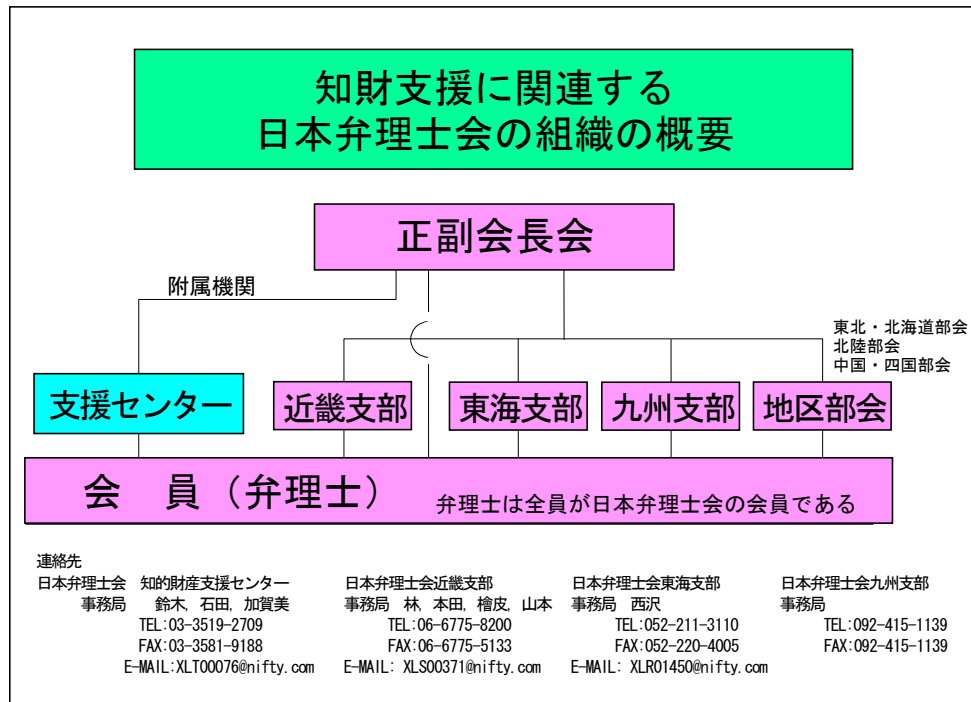 知財支援に関連する
日本弁理士会の組織の概要
正副会長会
附属機関
東北・北海道部会
北陸部会
中国・四国部会
支援センター
近畿支部
東海支部
九州支部
地区部会
会　員（弁理士）　弁理士は全員が日本弁理士会の会員である
連絡先
日本弁理士会　知的財産支援センター
事務局　鈴木, 石田, 加賀美
TEL:03-3519-2709
FAX:03-3581-9188
E-MAIL:XLT00076@nifty.com
日本弁理士会近畿支部
事務局　林, 本田, 檜皮, 山本
TEL:06-6775-8200
FAX:06-6775-5133
E-MAIL: XLS00371@nifty.com
日本弁理士会東海支部
事務局　西沢
TEL:052-211-3110
FAX:052-220-4005
E-MAIL: XLR01450@nifty.com
日本弁理士会九州支部
事務局
TEL:092-415-1139
FAX:092-415-1139